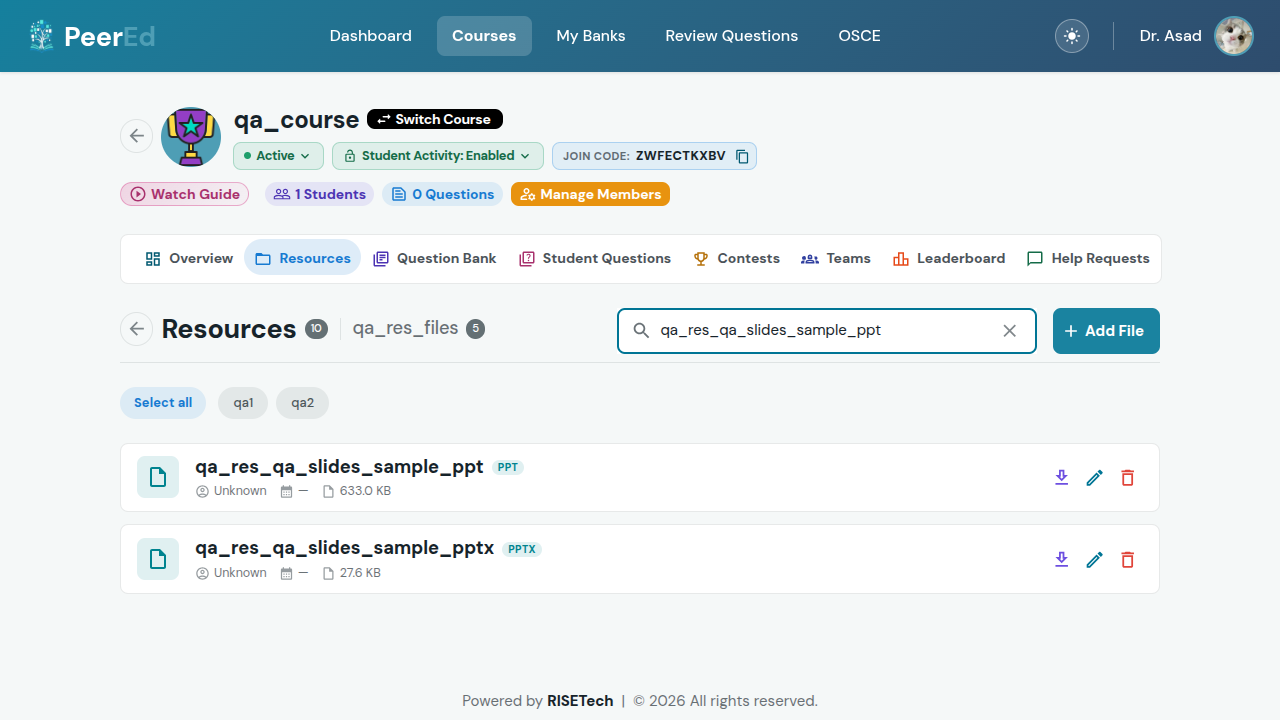 PeerEd
Dashboard Courses My Banks Review Questions OSCE Dr. Asad
qa_course Switch Course
Active Student Activity: Enabled JOIN CODE: ZWFECTKXBV
Watch Guide 1 Students 0 Questions Manage Members
Overview Resources Question Bank Student Questions Contests Teams Leaderboard Help Requests
Resources 10 qa_res_files 5 qa_res_qa_slides_sample_ppt Add File
Select all qa1 qa2
qa_res_qa_slides_sample_ppt PPT
Unknown — 633.0 KB
qa_res_qa_slides_sample_pptx PPTX
Unknown — 27.6 KB
Powered by RISETech | © 2026 All rights reserved.